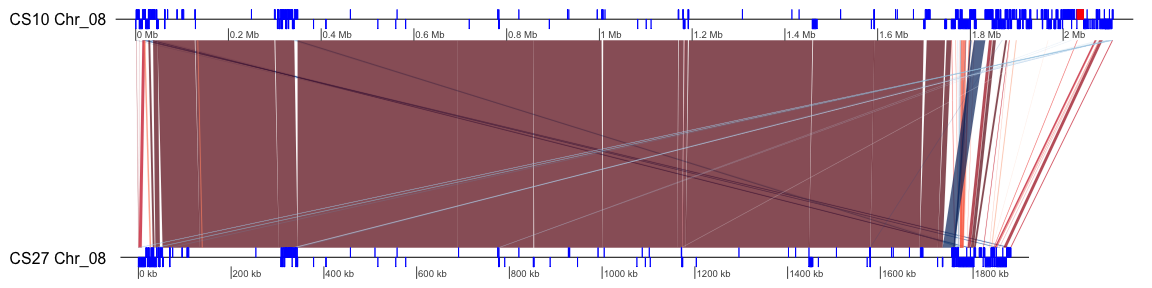 CS10 Chr_08
0 Mb 0.2 Mb 0.4 Mb 0.6 Mb 0.8 Mb 1 Mb 1.2 Mb 1.4 Mb 1.6 Mb 1.8 Mb 2 Mb
CS27 Chr_08
0 kb 200 kb 400 kb 600 kb 800 kb 1000 kb 1200 kb 1400 kb 1600 kb 1800 kb